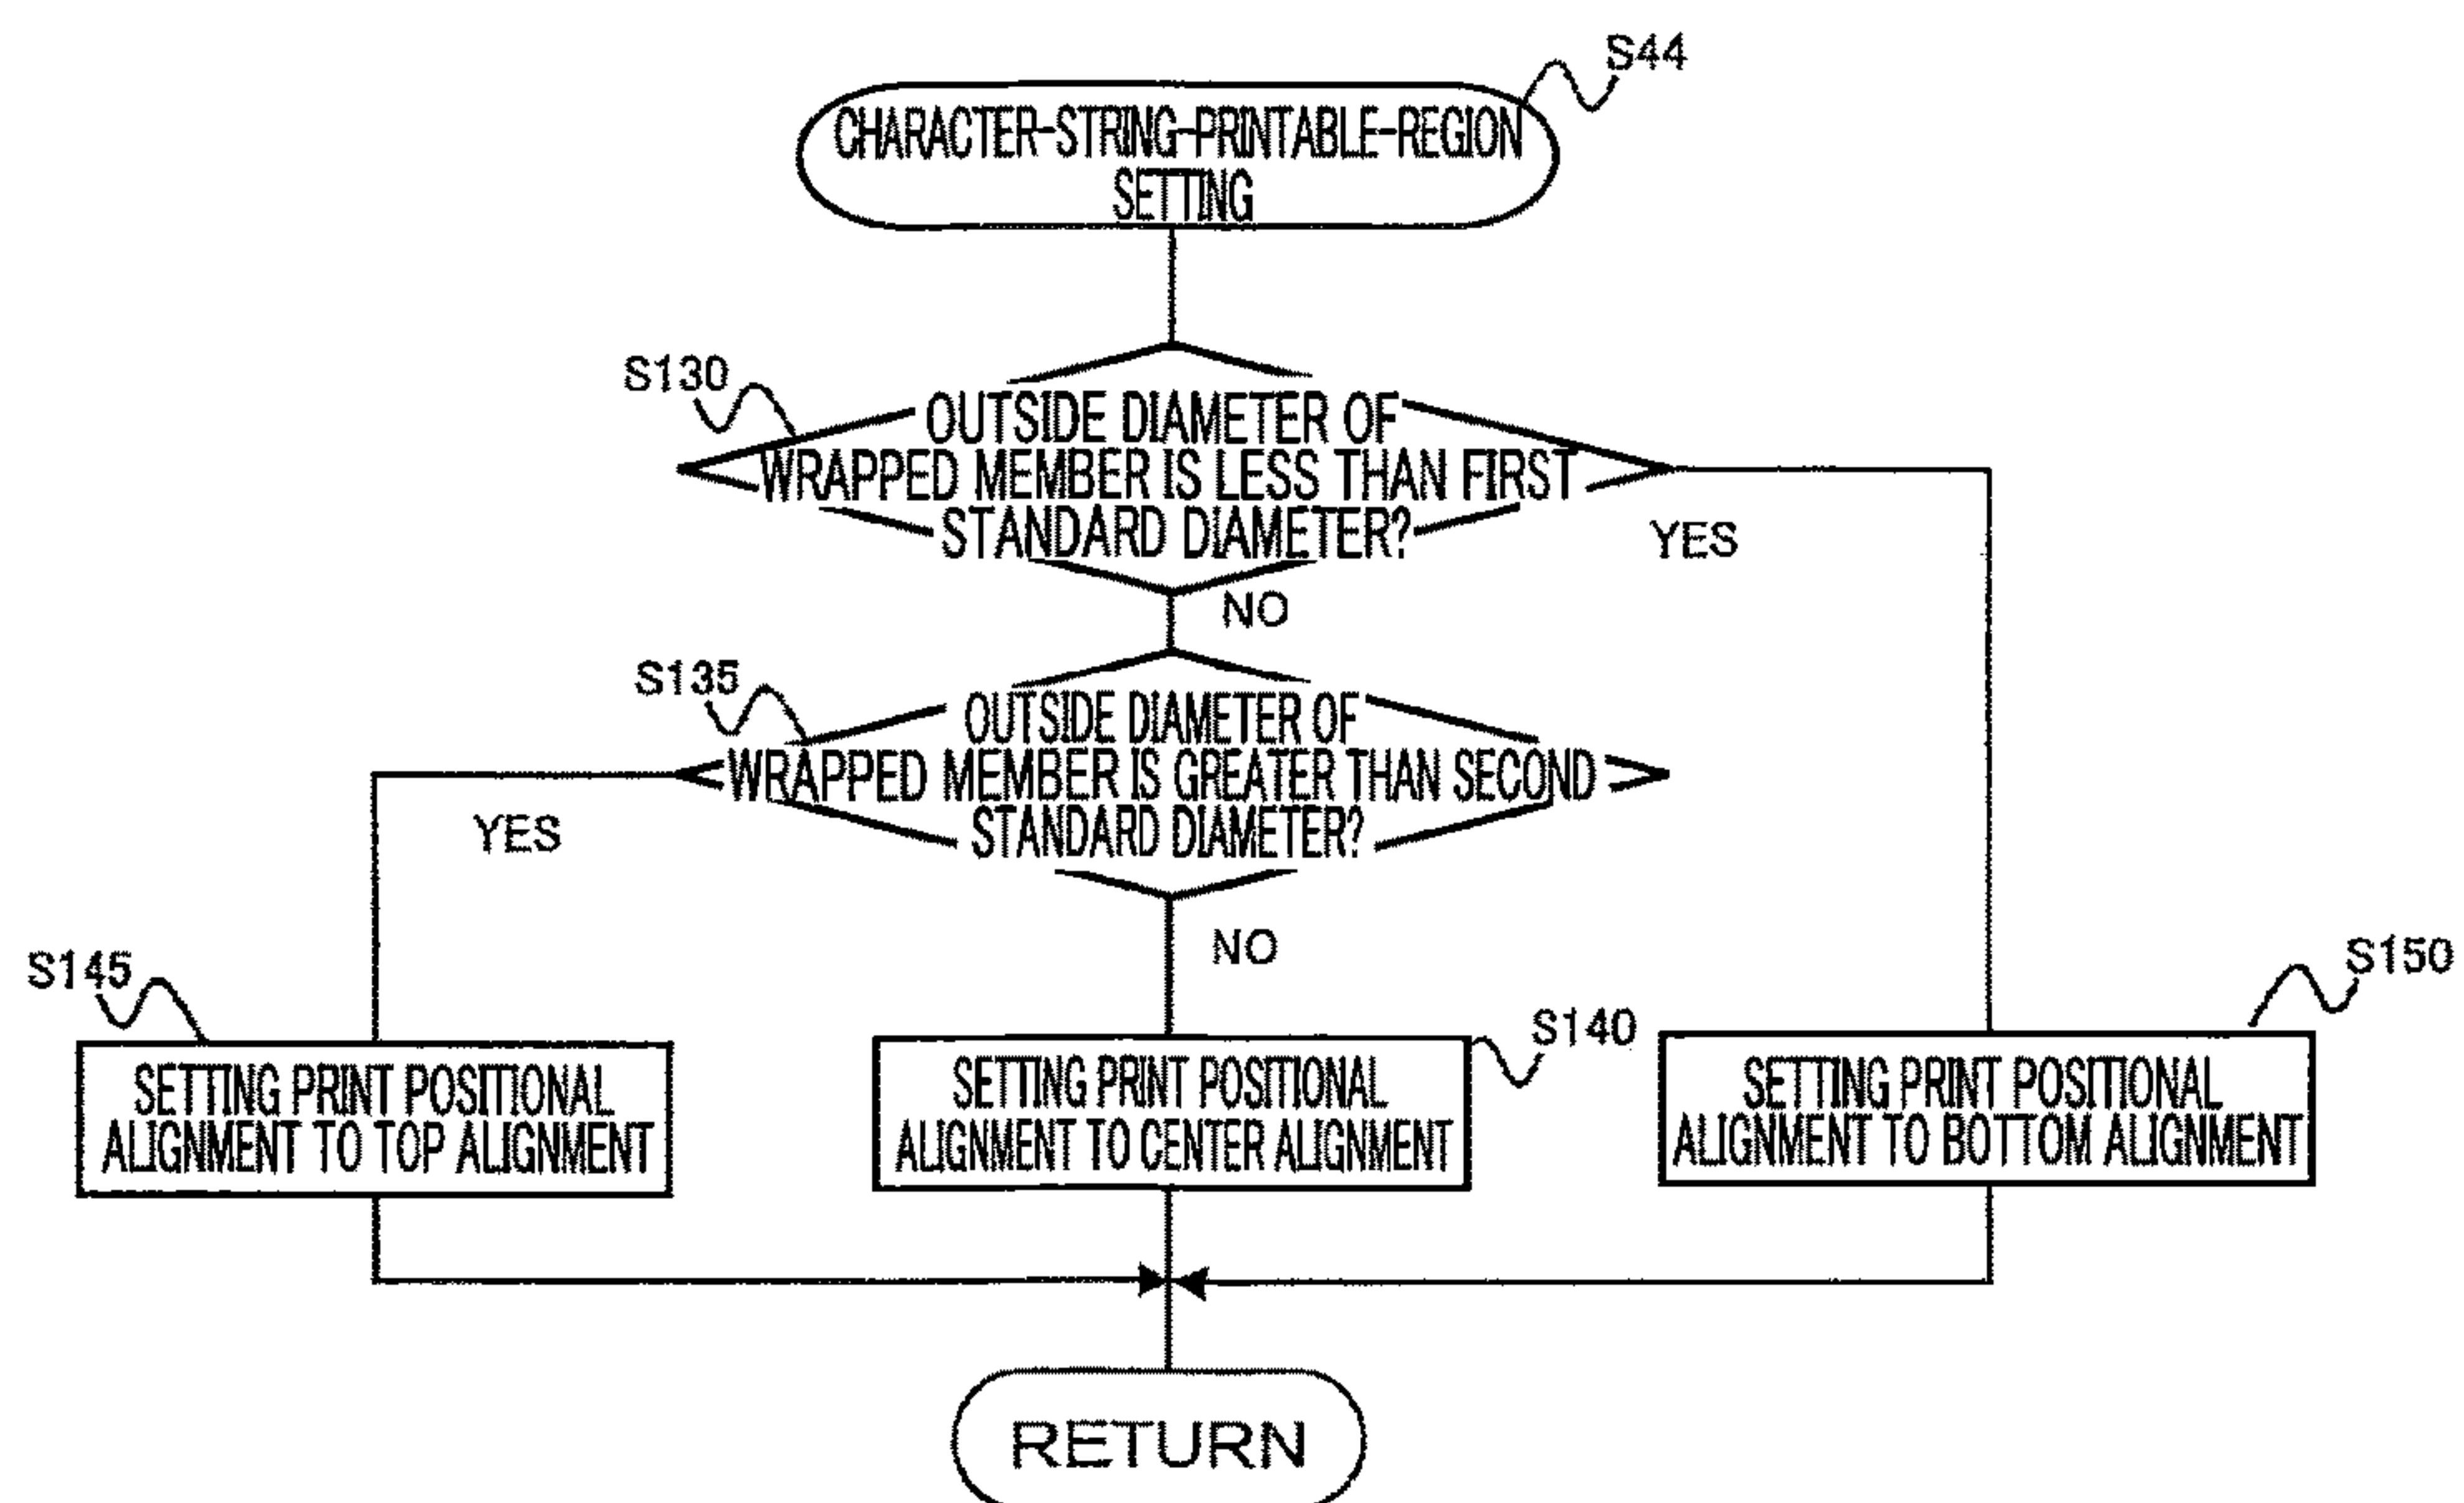 S44
CHARACTER-STRING-PRINTABLE-REGION
SETTING
S130
OUTSIDE DIAMETER OF
WRAPPED MEMBER IS LESS THAN FIRST
STANDARD DIAMETER?
YES
NO
S135
OUTSIDE DIAMETER OF
WRAPPED MEMBER IS GREATER THAN SECOND
STANDARD DIAMETER?
YES
NO
S145
SETTING PRINT POSITIONAL
ALIGNMENT TO TOP ALIGNMENT
S140
SETTING PRINT POSITIONAL
ALIGNMENT TO CENTER ALIGNMENT
S150
SETTING PRINT POSITIONAL
ALIGNMENT TO BOTTOM ALIGNMENT
RETURN